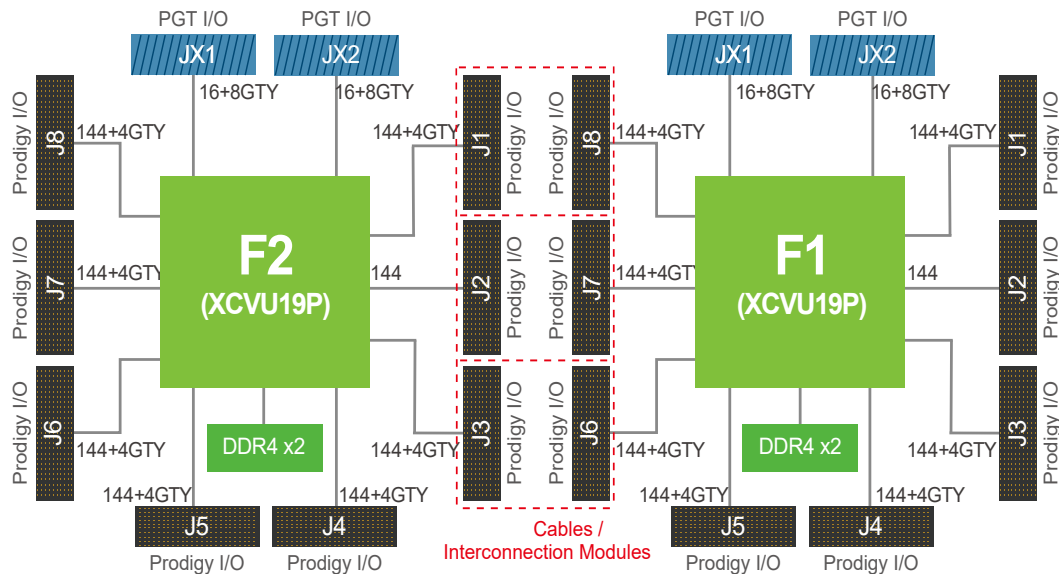 PGT I/O
PGT I/O
PGT I/O
PGT I/O
JX1
JX2
JX1
JX2
16+8GTY
16+8GTY
16+8GTY
16+8GTY
Prodigy I/O
J8
144+4GTY
144+4GTY
J1
Prodigy I/O
Prodigy I/O
J8
144+4GTY
144+4GTY
J1
Prodigy I/O
F2
(XCVU19P)
F1
(XCVU19P)
Prodigy I/O
J7
144+4GTY
144
J2
Prodigy I/O
Prodigy I/O
J7
144+4GTY
144
J2
Prodigy I/O
Prodigy I/O
J6
144+4GTY
DDR4 x2
144+4GTY
J3
Prodigy I/O
Prodigy I/O
J6
144+4GTY
DDR4 x2
144+4GTY
J3
Prodigy I/O
144+4GTY
144+4GTY
144+4GTY
144+4GTY
J5
J4
J5
J4
Prodigy I/O
Prodigy I/O
Prodigy I/O
Prodigy I/O
Cables /
Interconnection Modules